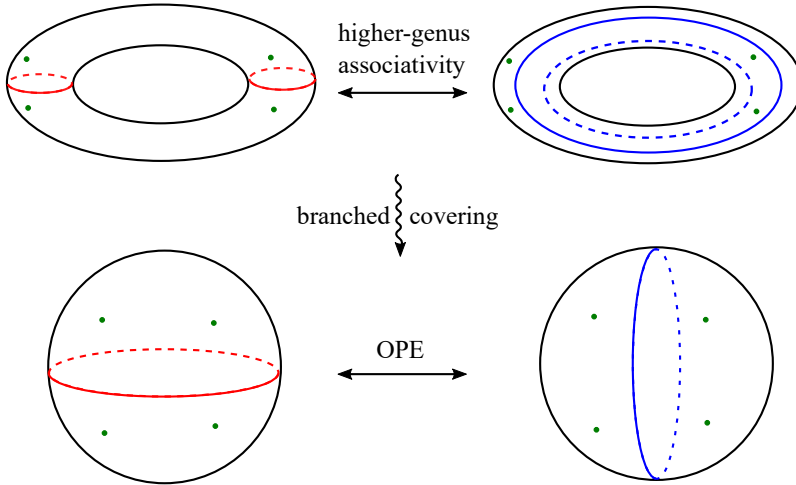 higher-genus
associativity
branched covering
OPE